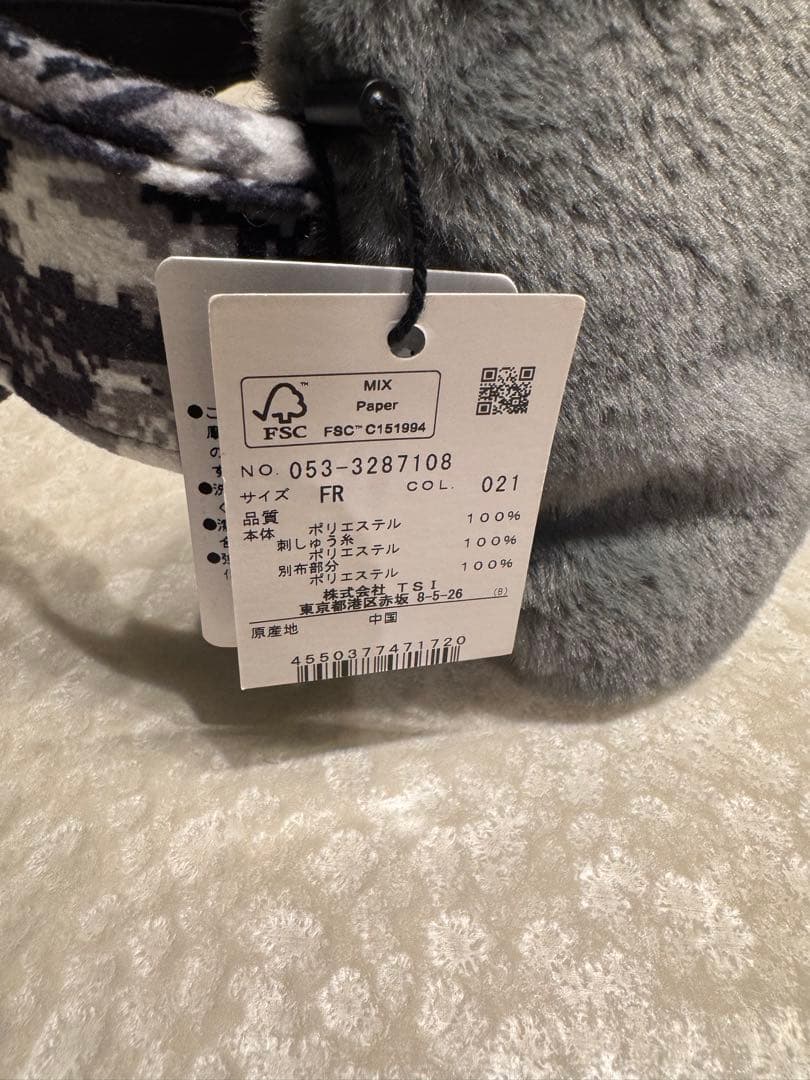 MIX
Paper
FSC™ C151994
FSC
NO. 053-3287108
サイズ FR COL. 021
品質
本体 ポリエステル 100%
刺しゅう糸
ポリエステル 100%
別布部分
ポリエステル 100%
株式会社 TSI
東京都港区赤坂 8-5-26 (B)
原産地 中国
4550377471720